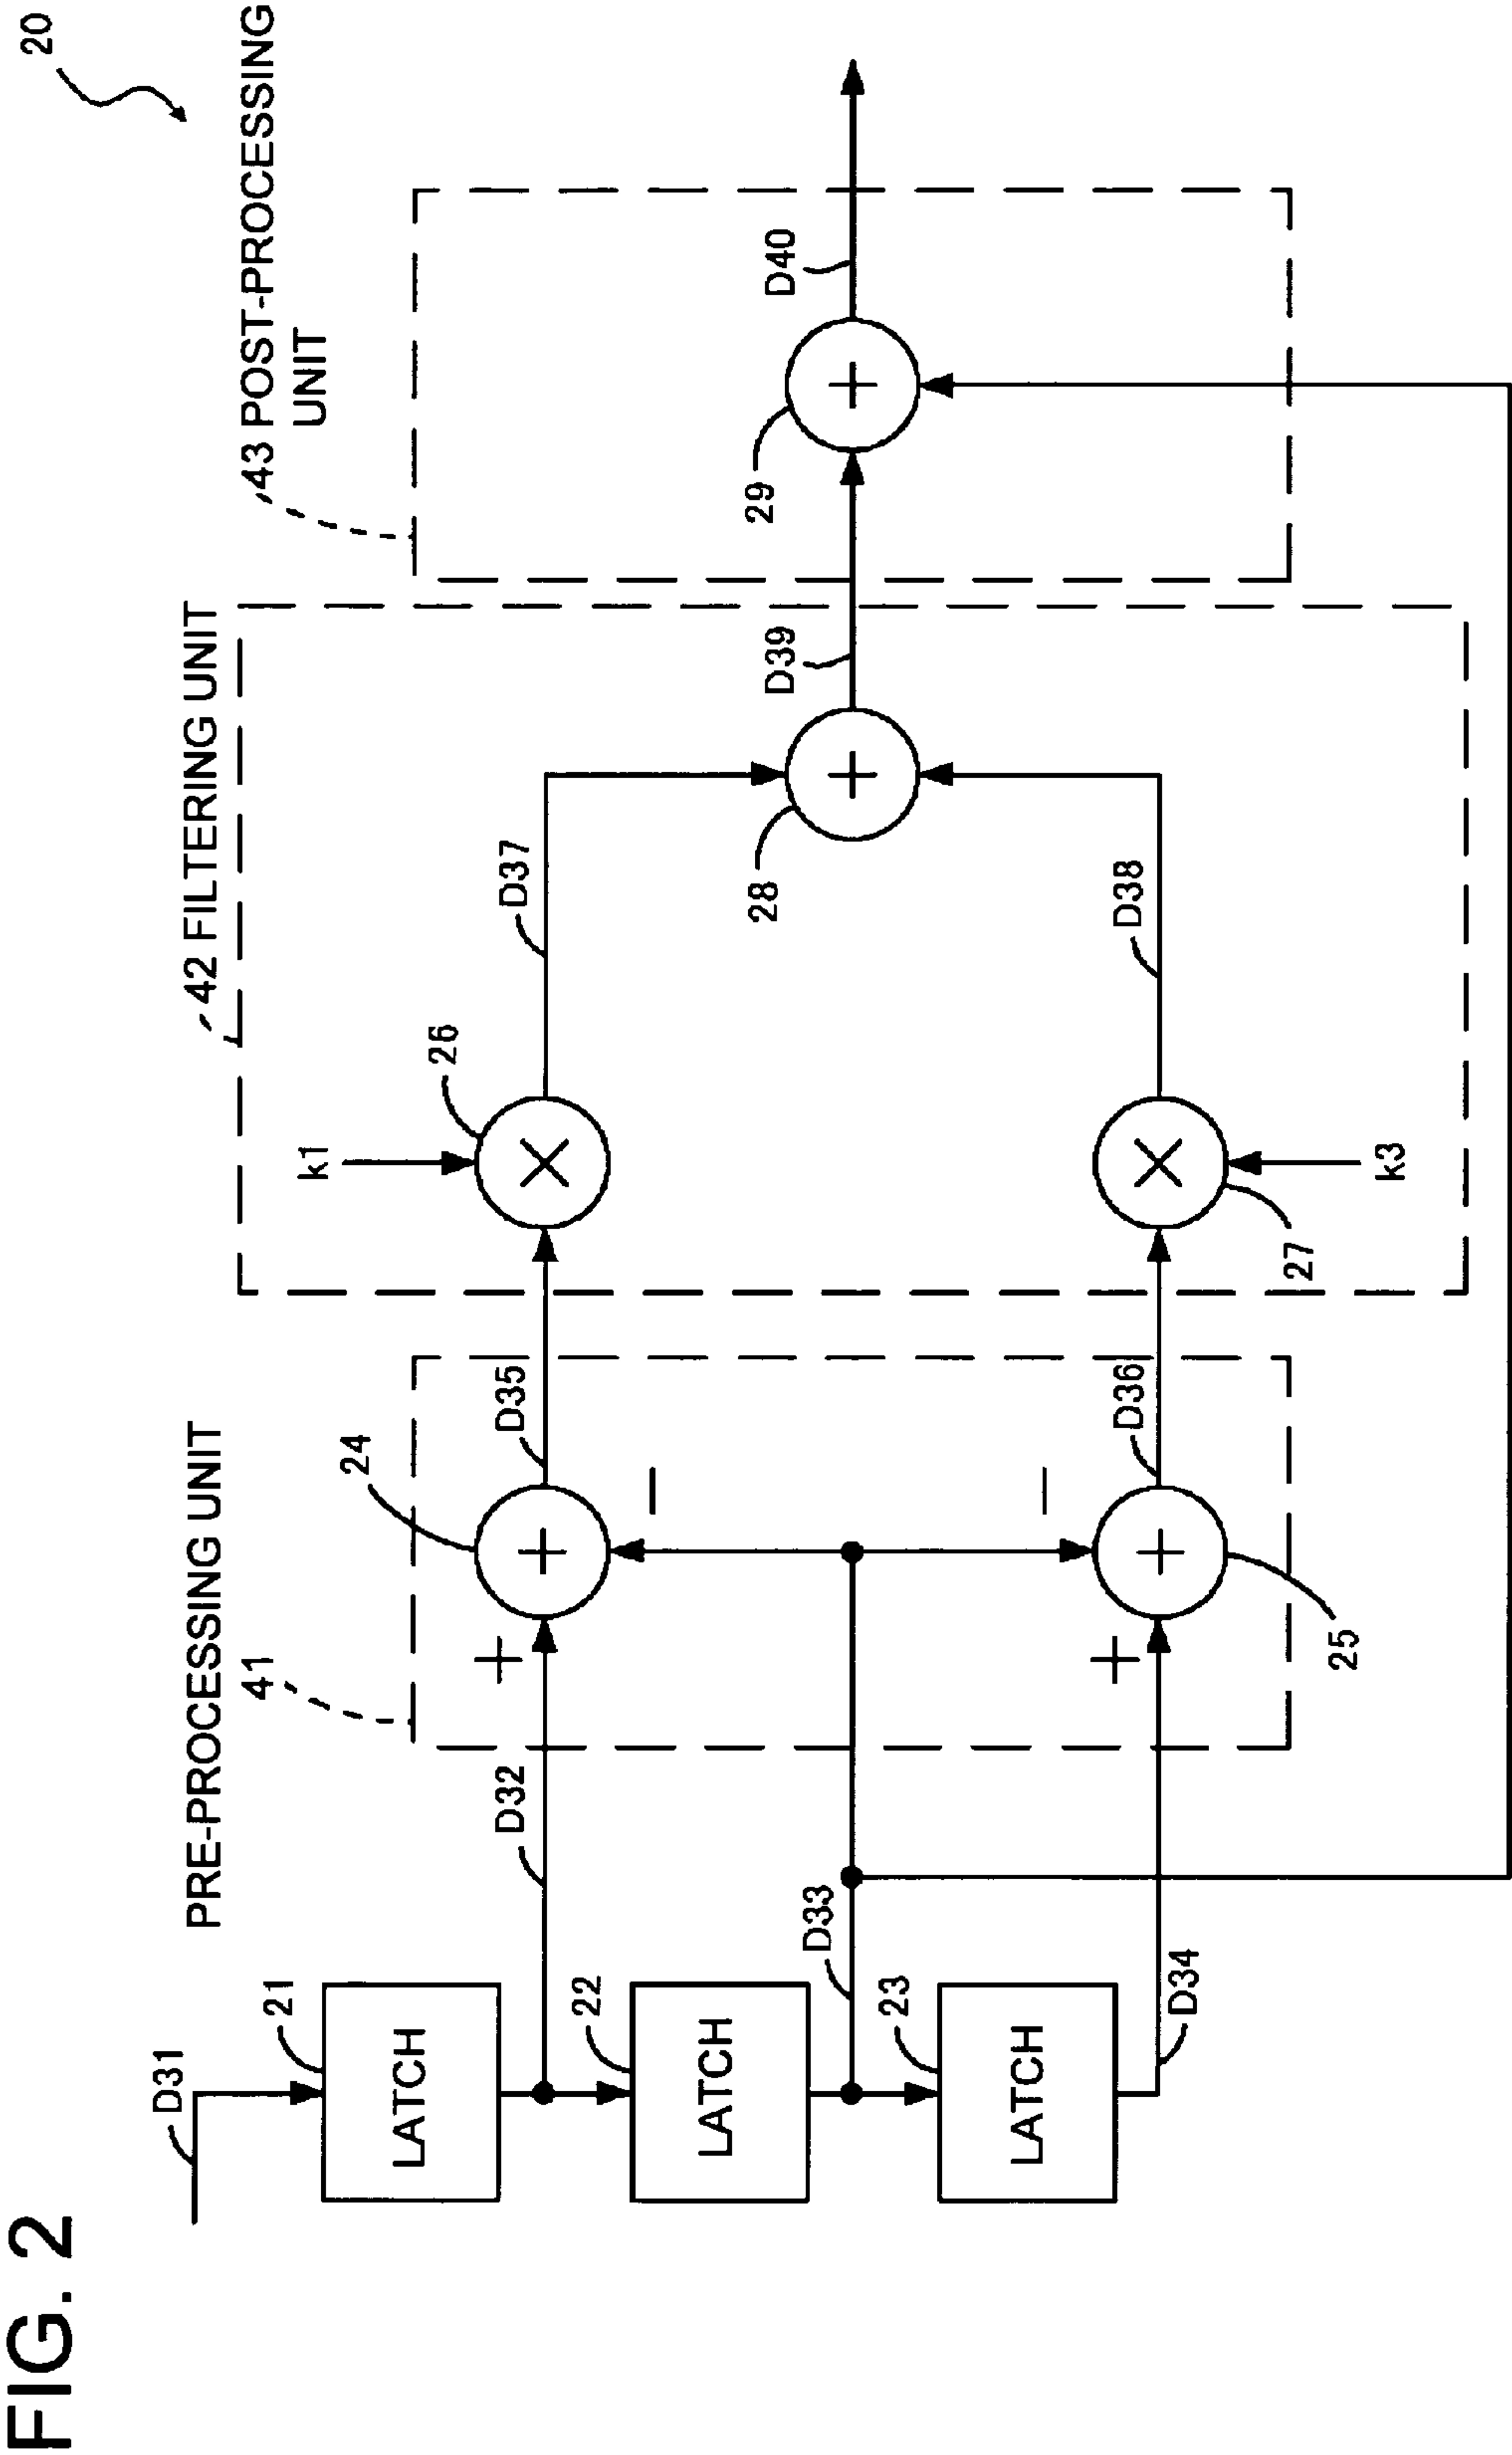 FIG. 2
20
PRE-PROCESSING UNIT
41
42 FILTERING UNIT
43 POST-PROCESSING
UNIT
D31
21
LATCH
D32
22
LATCH
D33
23
LATCH
D34
24
+
+
−
D35
25
+
+
−
D36
k1
26
×
D37
k3
27
×
D38
28
+
D39
29
+
D40